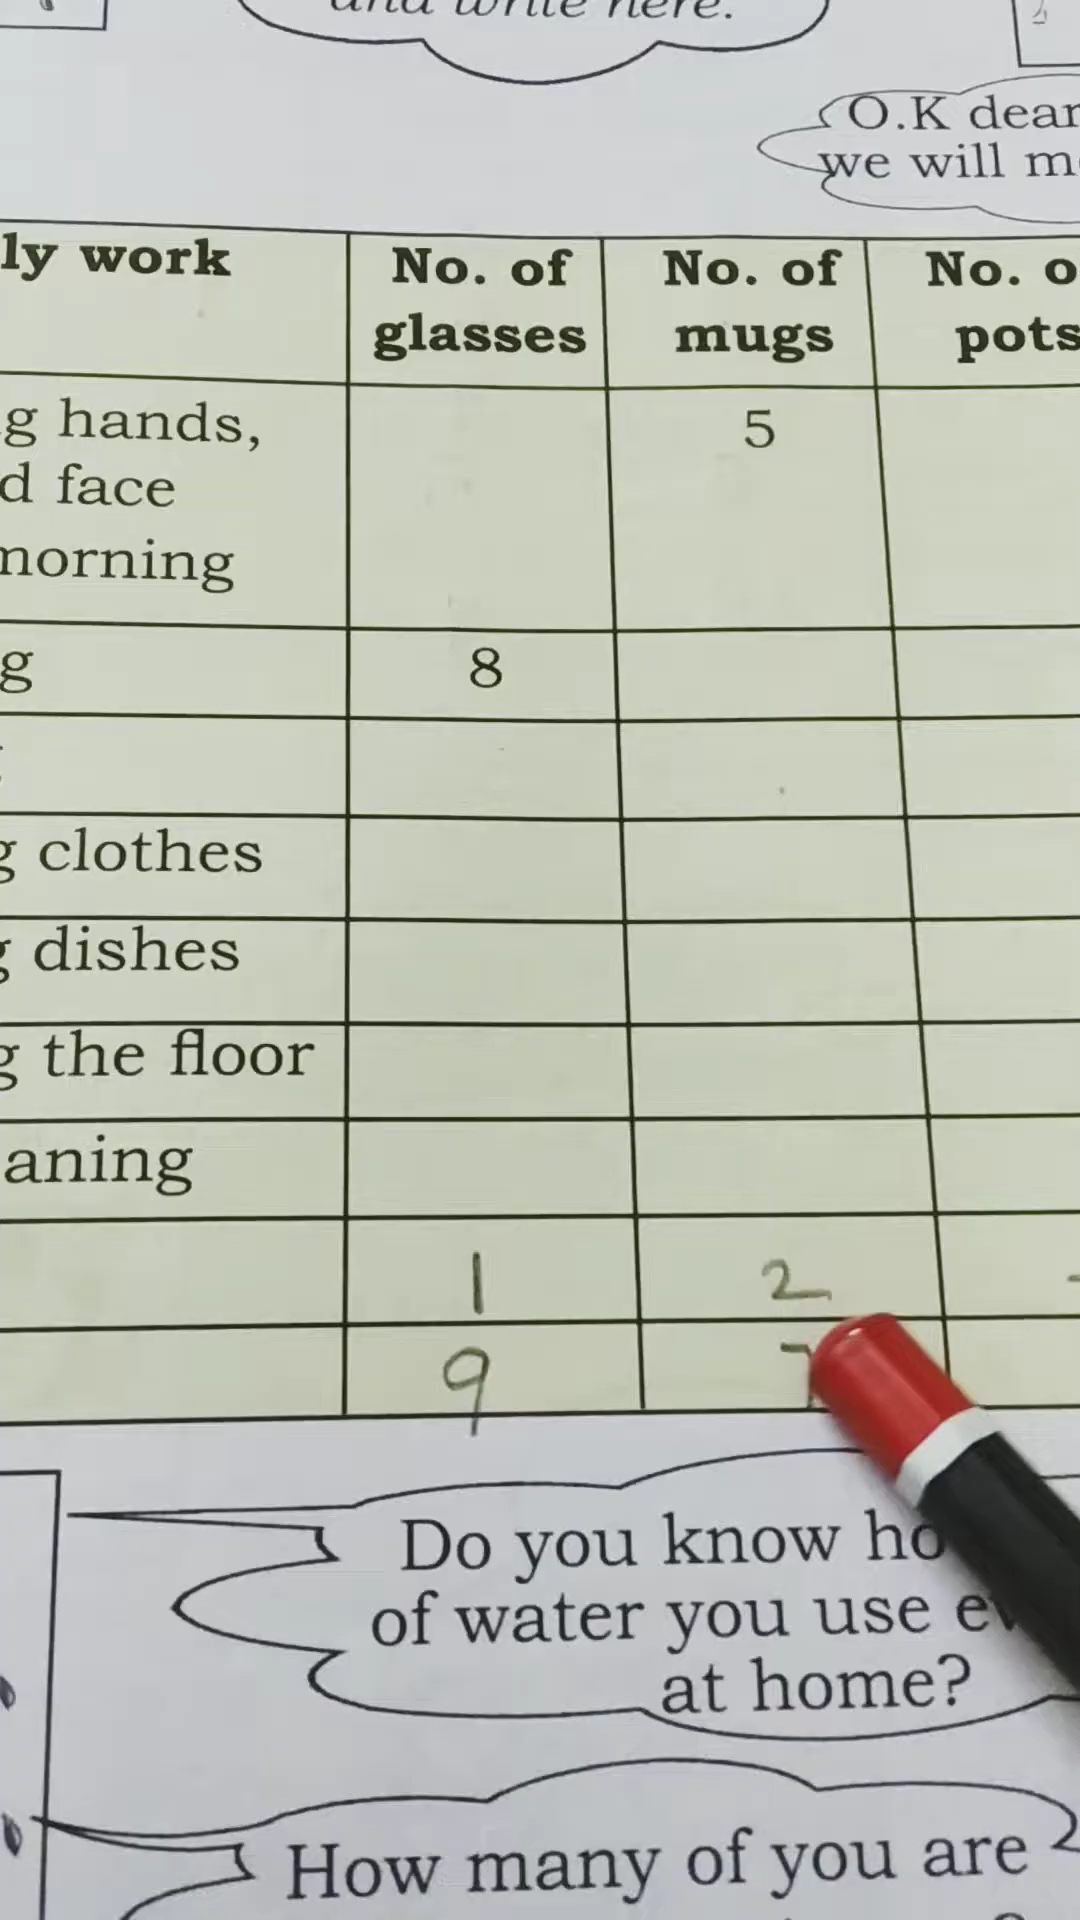 and write here.
O.K dear
we will m
ly work
No. of glasses
No. of mugs
No. o
pots
g hands,
5
d face
morning
g
8
g clothes
g dishes
g the floor
aning
1
2
9
Do you know ho
of water you use ev
at home?
How many of you are